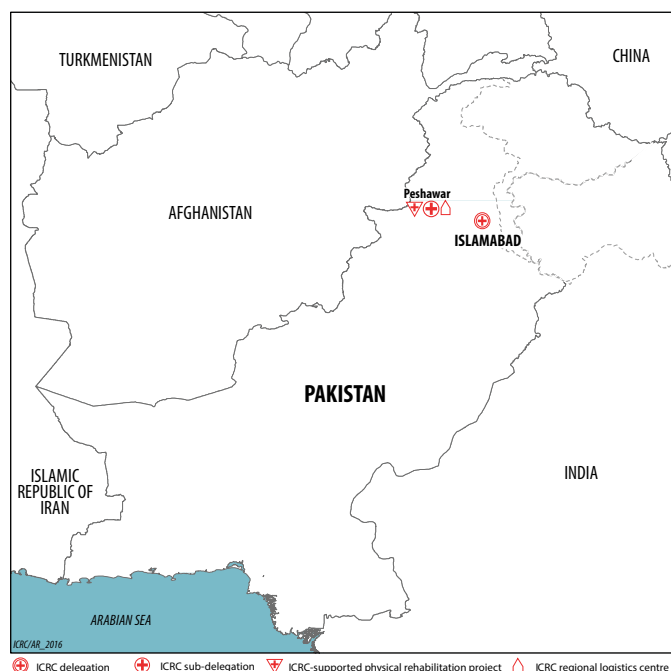 TURKMENISTAN
CHINA
Peshawar
AFGHANISTAN
ISLAMABAD
PAKISTAN
ISLAMIC
REPUBLIC OF
IRAN
INDIA
ARABIAN SEA
ICRC/AR_2016
ICRC delegation ICRC sub-delegation ICRC-supported physical rehabilitation project ICRC regional logistics centre